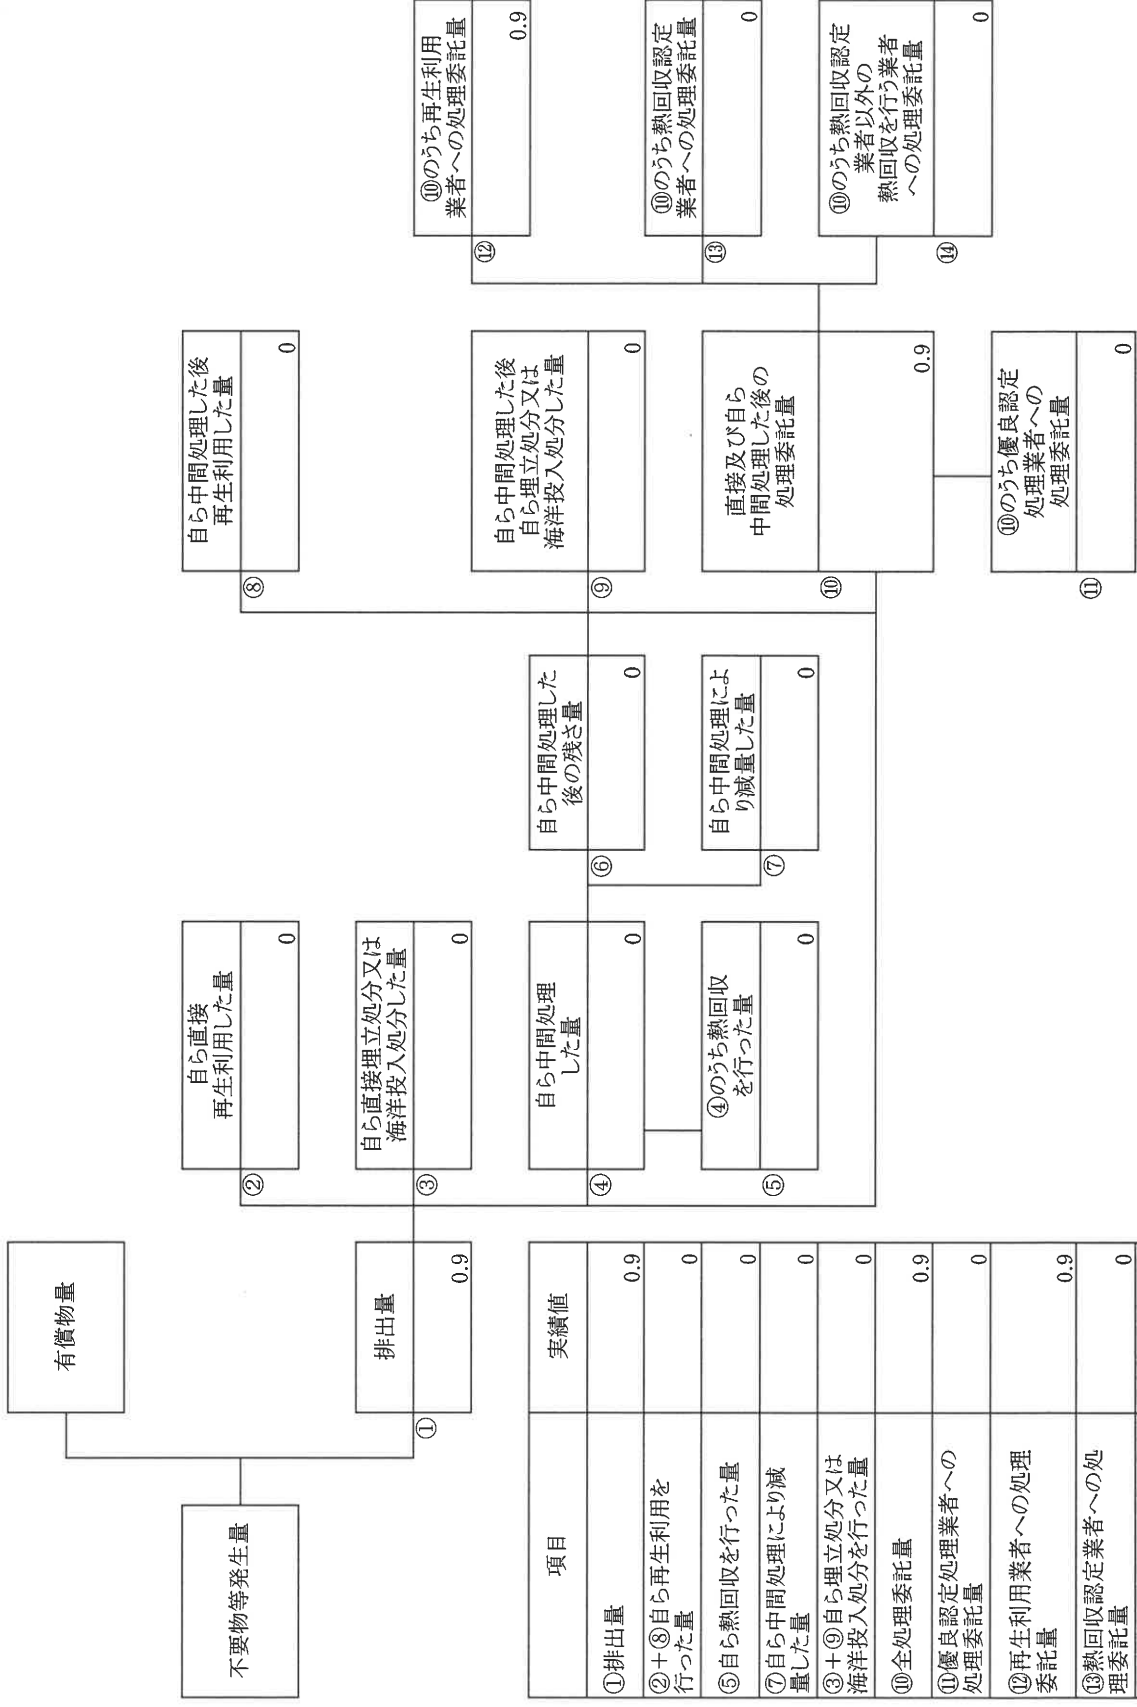 不要物等発生量
有償物量
①
排出量
0.9
②
自ら直接
再生利用した量
0
③
自ら直接埋立処分又は
海洋投入処分した量
0
④
自ら中間処理
した量
0
⑤
④のうち熱回収
を行った量
0
⑥
自ら中間処理した
後の残さ量
0
⑦
自ら中間処理によ
り減量した量
0
⑧
自ら中間処理した後
再生利用した量
0
⑨
自ら中間処理した後
自ら埋立処分又は
海洋投入処分した量
0
⑩
直接及び自ら
中間処理した後の
処理委託量
0.9
⑪
⑩のうち優良認定
処理業者への
処理委託量
0
⑫
⑩のうち再生利用
業者への処理委託量
0.9
⑬
⑩のうち熱回収認定
業者への処理委託量
0
⑭
⑩のうち熱回収認定
業者以外の
熱回収を行う業者
への処理委託量
0
項目
実績値
①排出量
0.9
②+⑧自ら再生利用を
行った量
0
⑤自ら熱回収を行った量
0
⑦自ら中間処理により減
量した量
0
③+⑨自ら埋立処分又は
海洋投入処分を行った量
0
⑩全処理委託量
0.9
⑪優良認定処理業者への
処理委託量
0
⑫再生利用業者への処理
委託量
0.9
⑬熱回収認定業者への処
理委託量
0